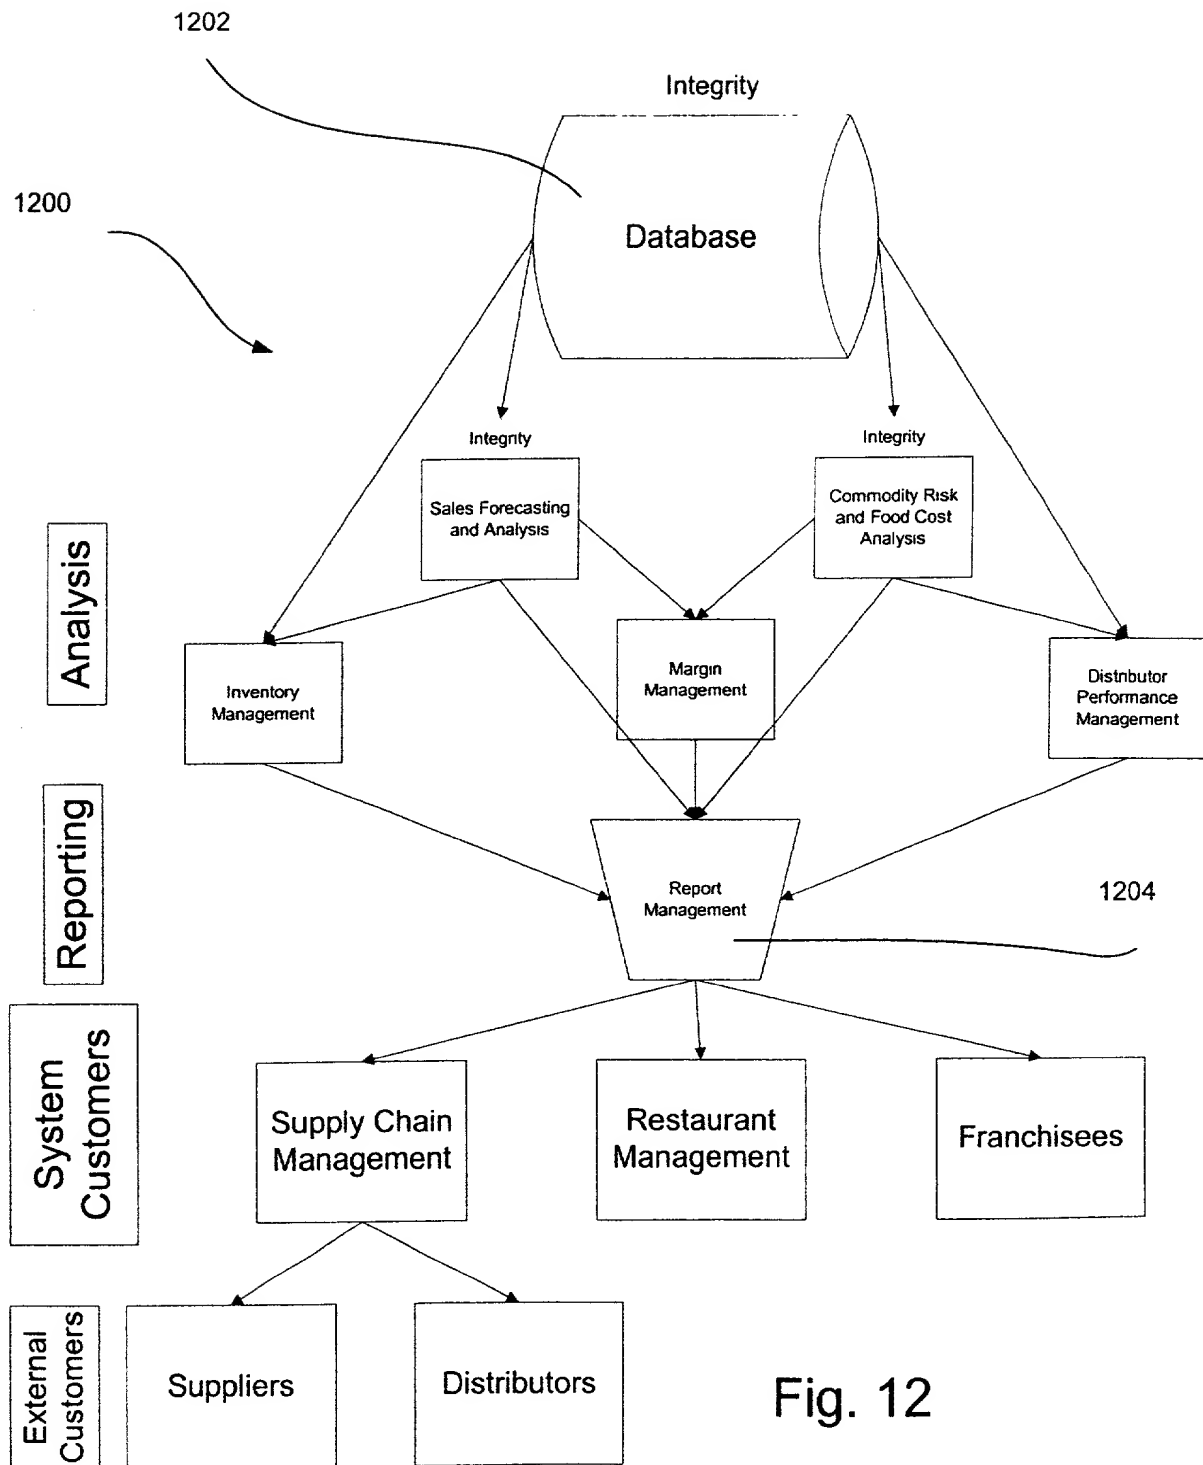 1202
Integrity
1200
Database
Integrity
Integrity
Sales Forecasting
and Analysis
Commodity Risk
and Food Cost
Analysis
Analysis
Inventory
Management
Margin
Management
Distributor
Performance
Management
Reporting
Report
Management
1204
System
Customers
Supply Chain
Management
Restaurant
Management
Franchisees
External
Customers
Suppliers
Distributors
Fig. 12